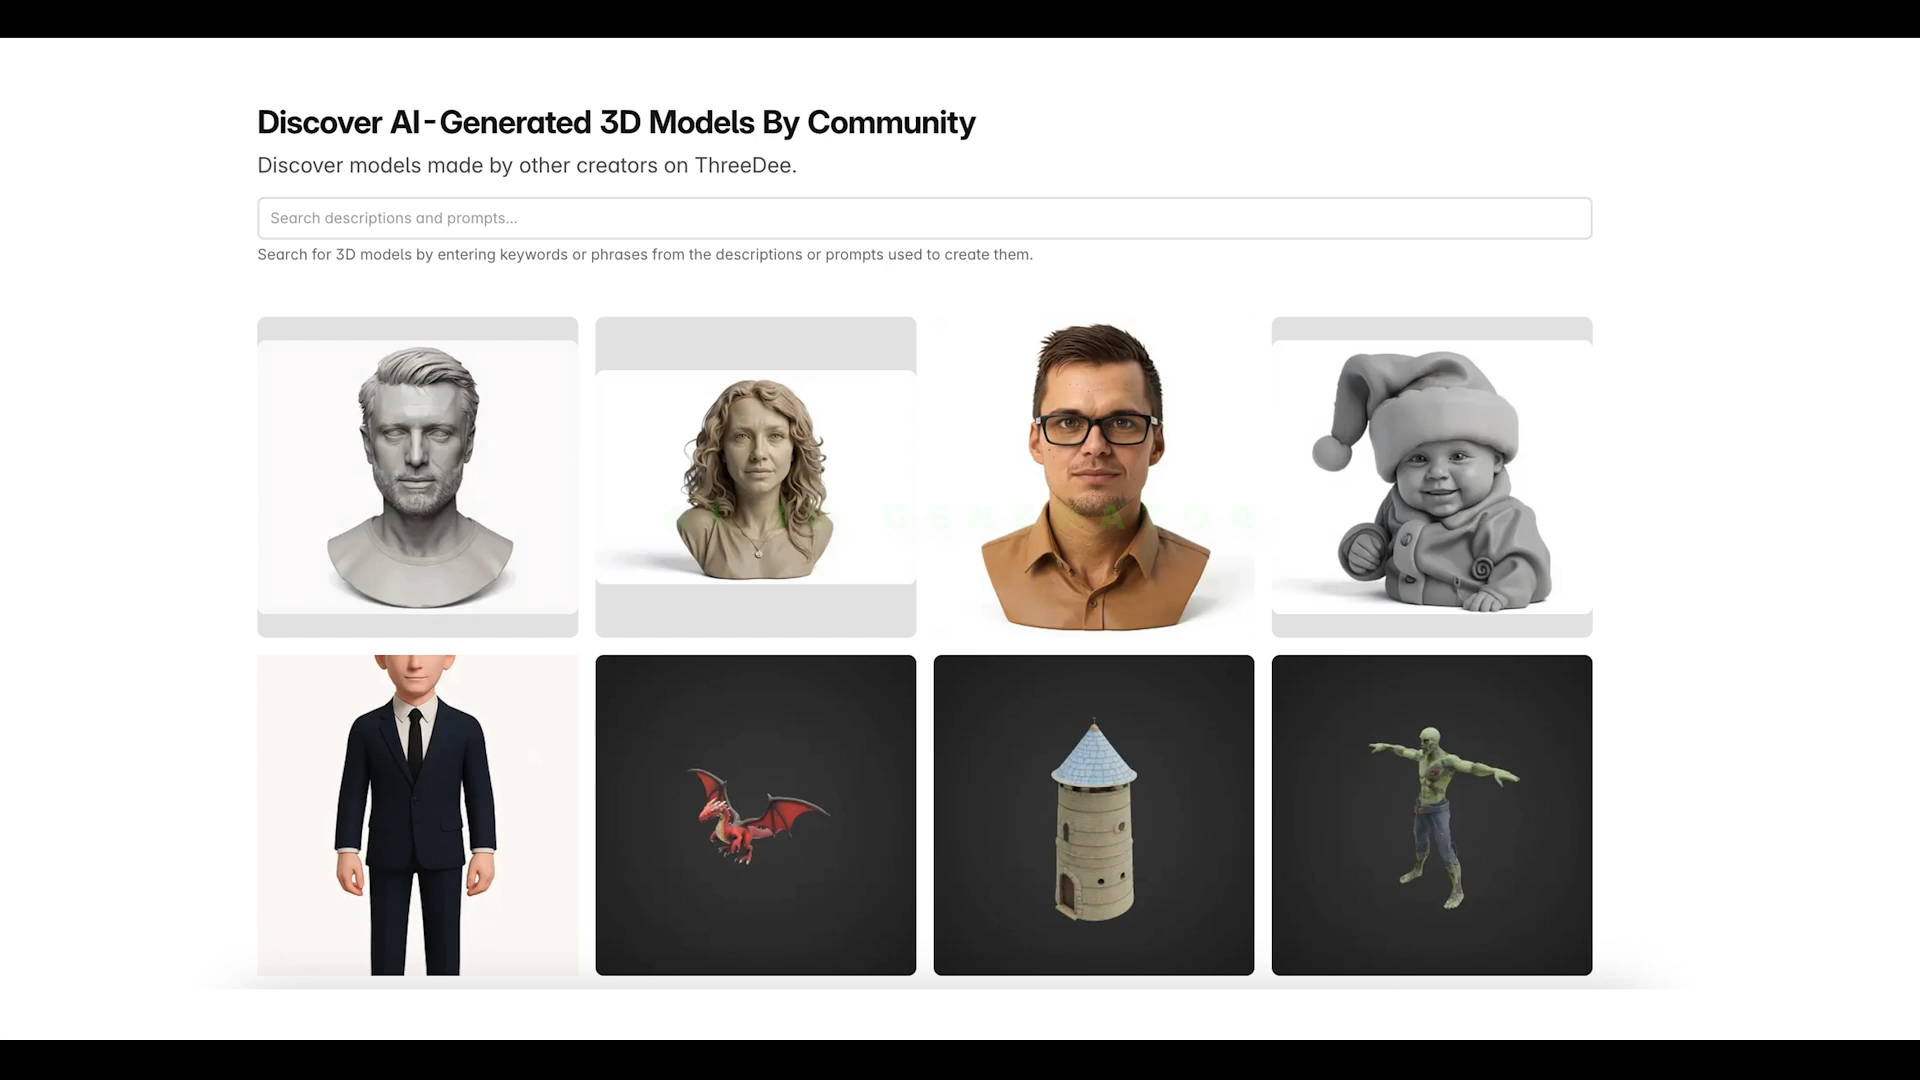 Discover AI-Generated 3D Models By Community
Discover models made by other creators on ThreeDee.
Search descriptions and prompts...
Search for 3D models by entering keywords or phrases from the descriptions or prompts used to create them.
GENERATOR